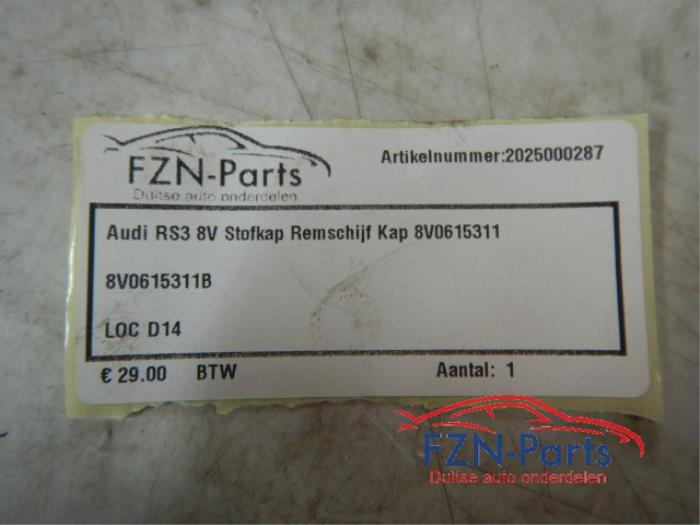 FZN-Parts
Duitse auto onderdelen
Artikelnummer:2025000287
Audi RS3 8V Stofkap Remschijf Kap 8V0615311
8V0615311B
LOC D14
€ 29.00 BTW Aantal: 1
FZN-Parts
Duitse auto onderdelen